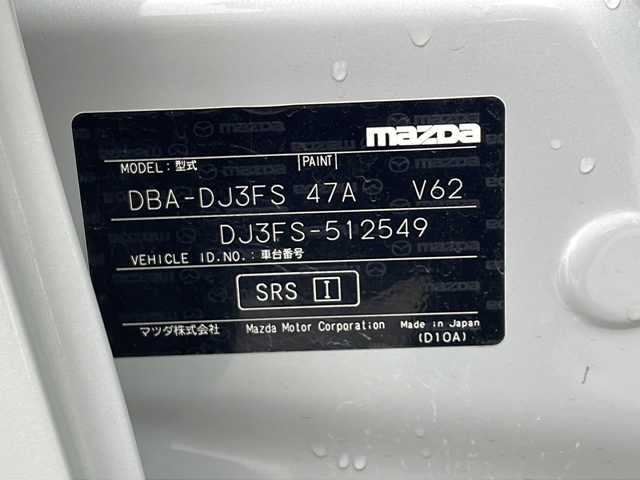 mazda
MODEL:型式 PAINT
DBA-DJ3FS 47A V62
DJ3FS-512549
VEHICLE ID.NO.:車台番号
SRS I
マツダ株式会社 Mazda Motor Corporation Made in Japan
(D10A)